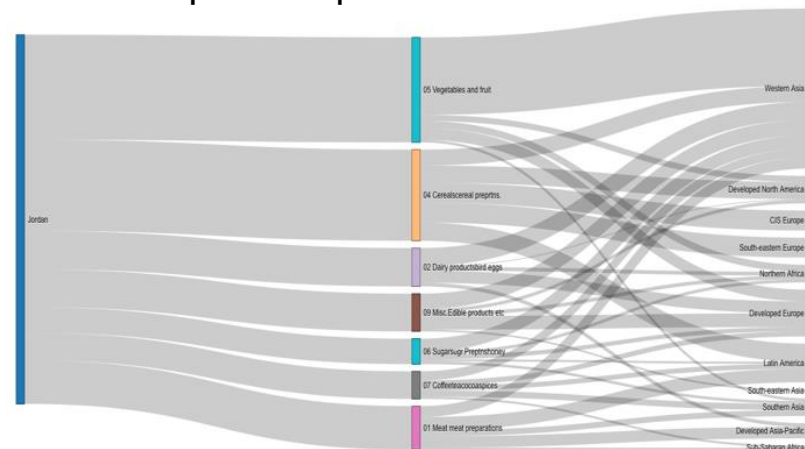 Jordan
05 Vegetables and fruit
04 Cerealscereal preprtns.
02 Dairy productsbird eggs
09 Misc.Edible products etc
06 Sugarsugr.Preptnshoney
07 Coffeeteacocoaspices
01 Meat meat preparations
Western Asia
Developed North America
CIS Europe
South-eastern Europe
Northern Africa
Developed Europe
Latin America
South-eastern Asia
Southern Asia
Developed Asia-Pacific
Sub-Saharan Africa